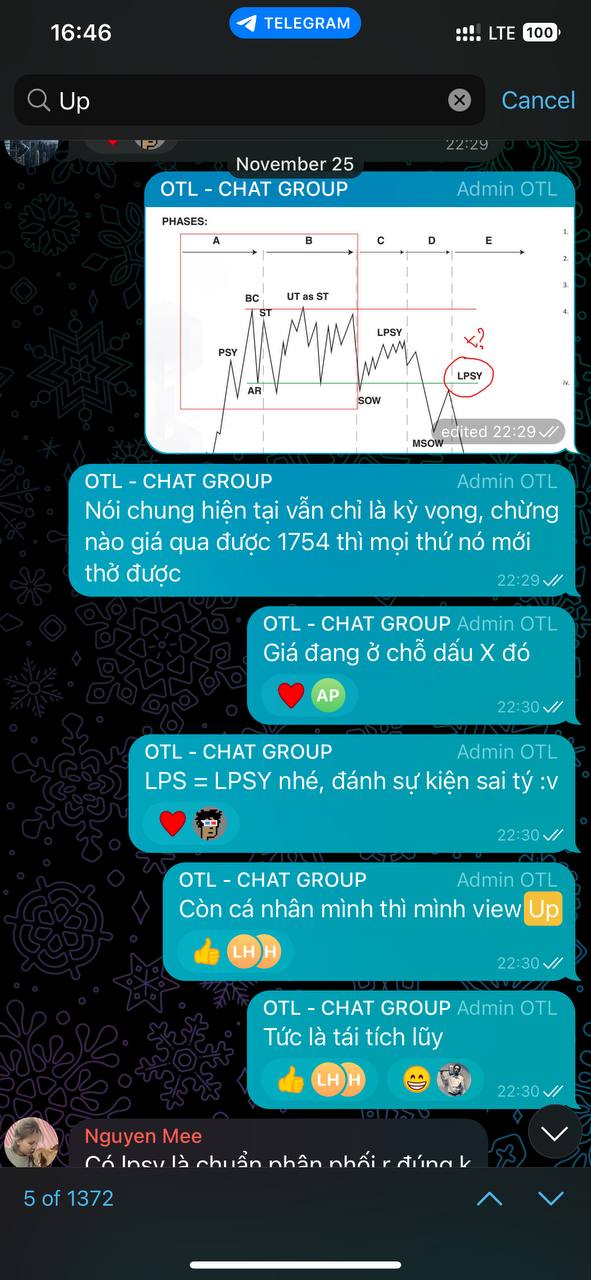 16:46
TELEGRAM
LTE 100
Up
Cancel
22:29
November 25
OTL - CHAT GROUP Admin OTL
PHASES:
A B C D E
1.
2.
3.
4.
iv.
BC
ST
UT as ST
PSY
AR
LPSY
SOW
x?
LPSY
MSOW
edited 22:29
OTL - CHAT GROUP Admin OTL
Nói chung hiện tại vẫn chỉ là kỳ vọng, chừng
nào giá qua được 1754 thì mọi thứ nó mới
thở được
22:29
OTL - CHAT GROUP Admin OTL
Giá đang ở chỗ dấu X đó
AP
22:30
OTL - CHAT GROUP Admin OTL
LPS = LPSY nhé, đánh sự kiện sai tý :v
22:30
OTL - CHAT GROUP Admin OTL
Còn cá nhân mình thì mình view Up
LH H
22:30
OTL - CHAT GROUP Admin OTL
Tức là tái tích lũy
LH H
22:30
Nguyen Mee
Có lpsy là chuẩn phân phối r đúng k
5 of 1372